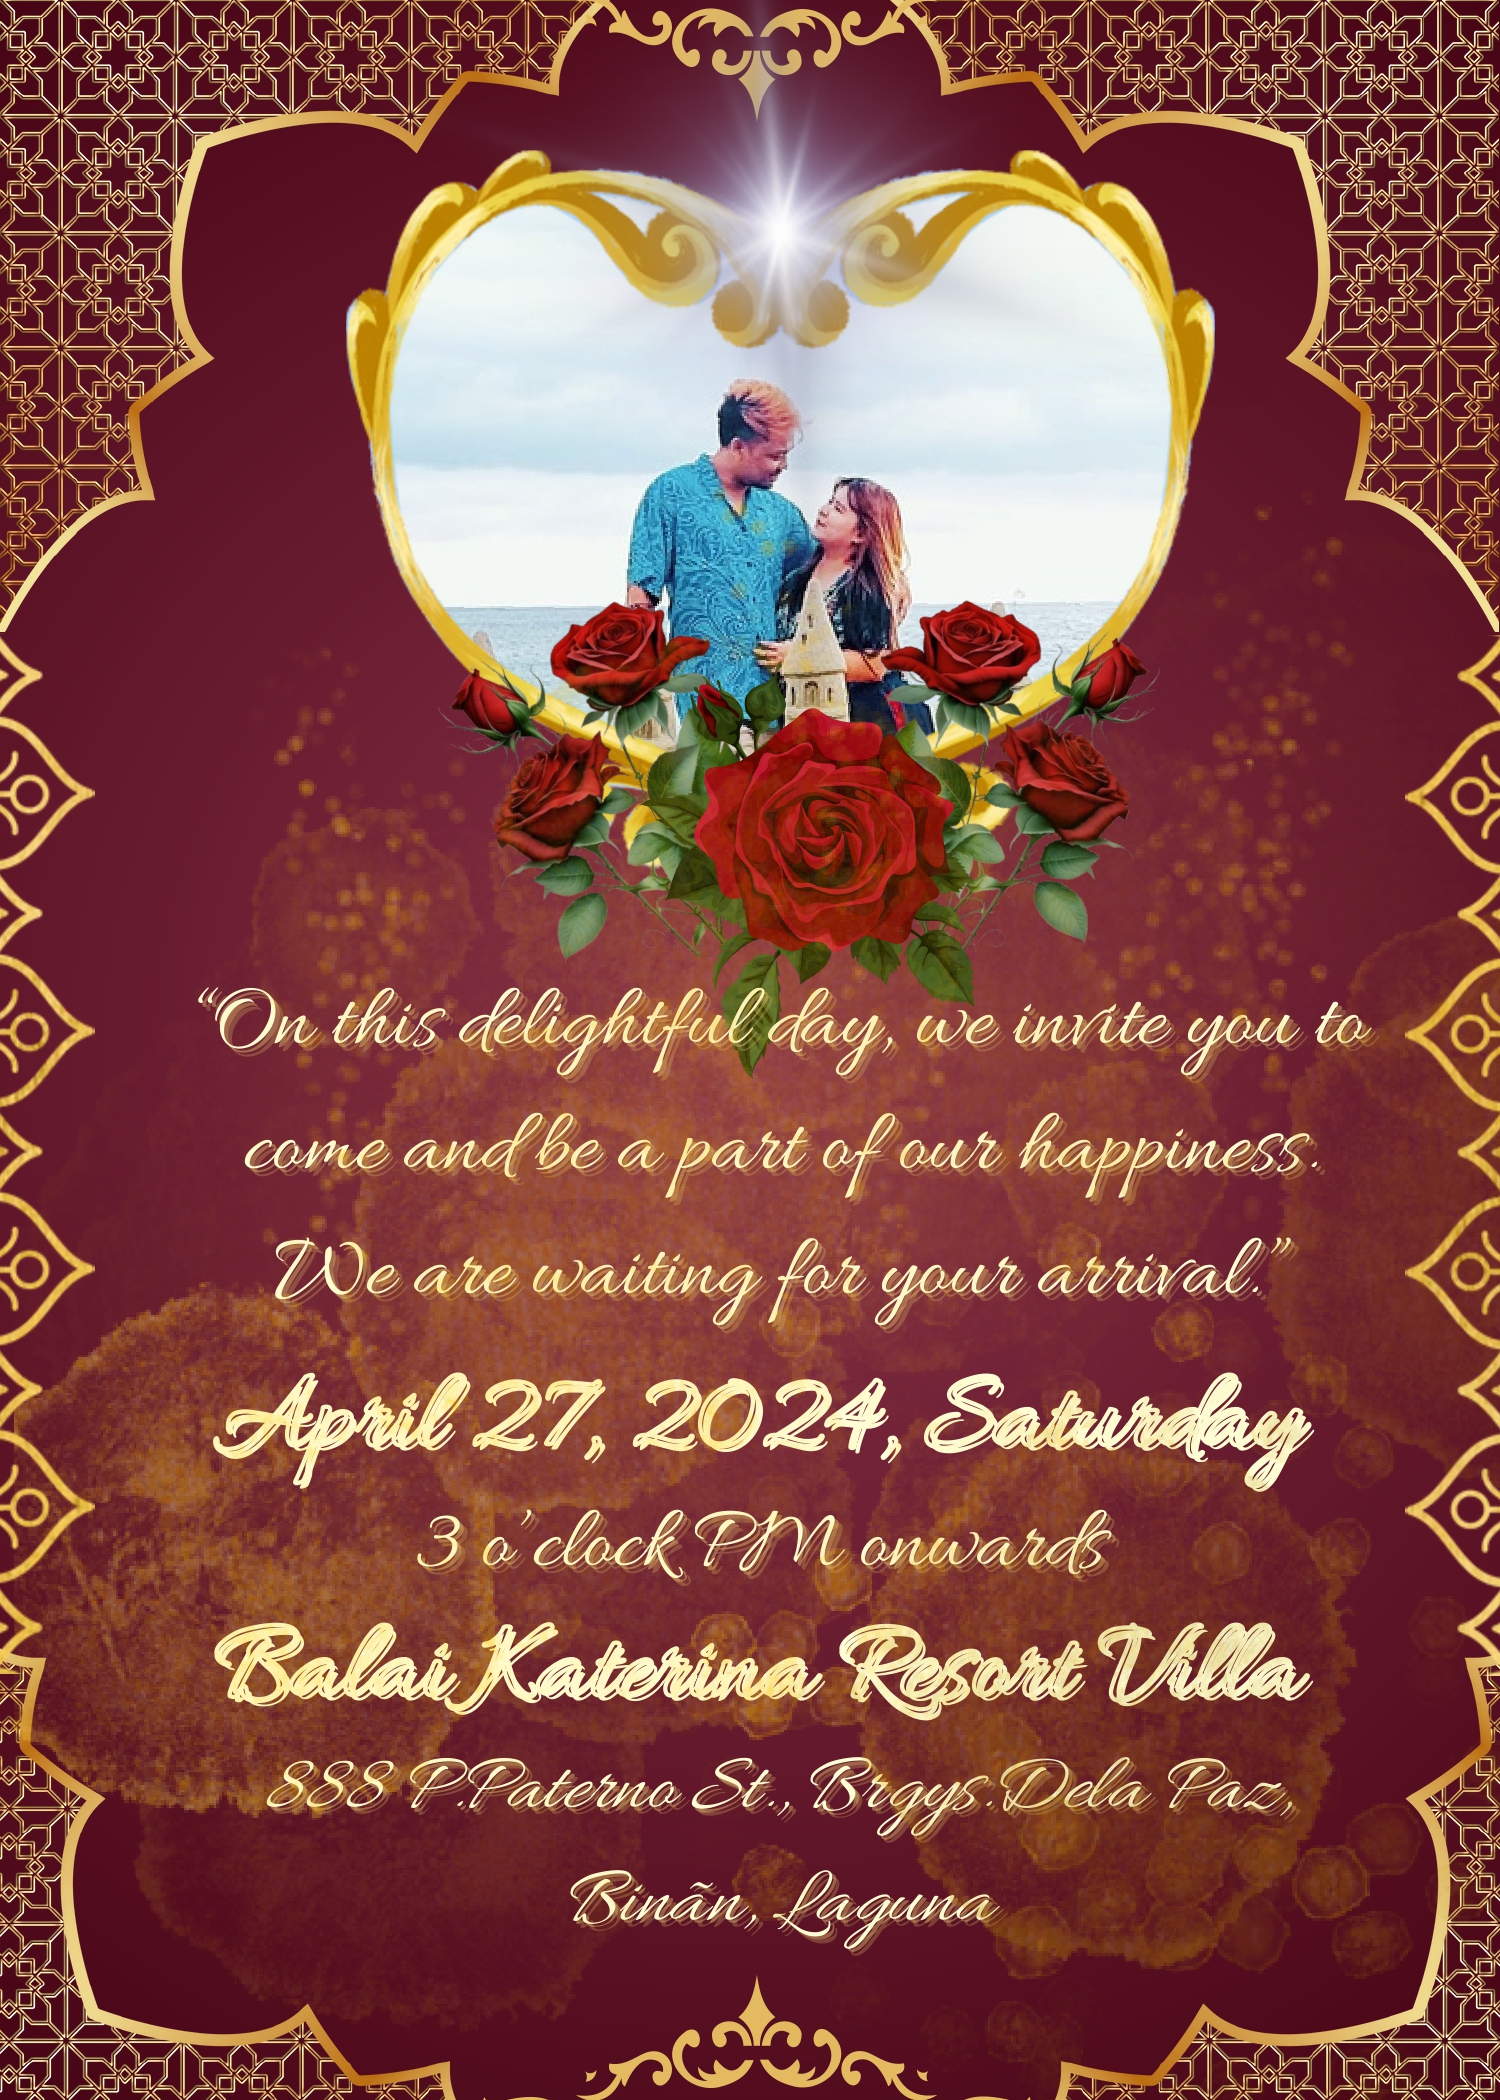 “On this delightful day, we invite you to
come and be a part of our happiness.
We are waiting for your arrival.”
April 27, 2024, Saturday
3 o'clock PM onwards
Balai Katerina Resort Villa
888 P.Paterno St., Brgys.Dela Paz,
Binãn, Laguna